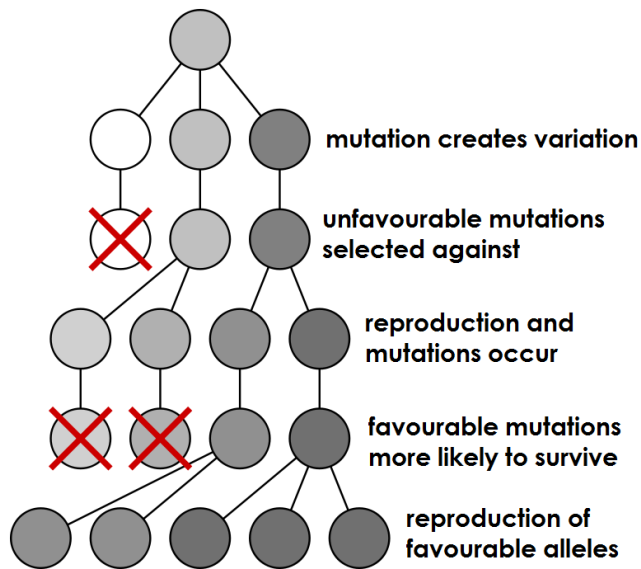 mutation creates variation
unfavourable mutations
selected against
reproduction and
mutations occur
favourable mutations
more likely to survive
reproduction of
favourable alleles